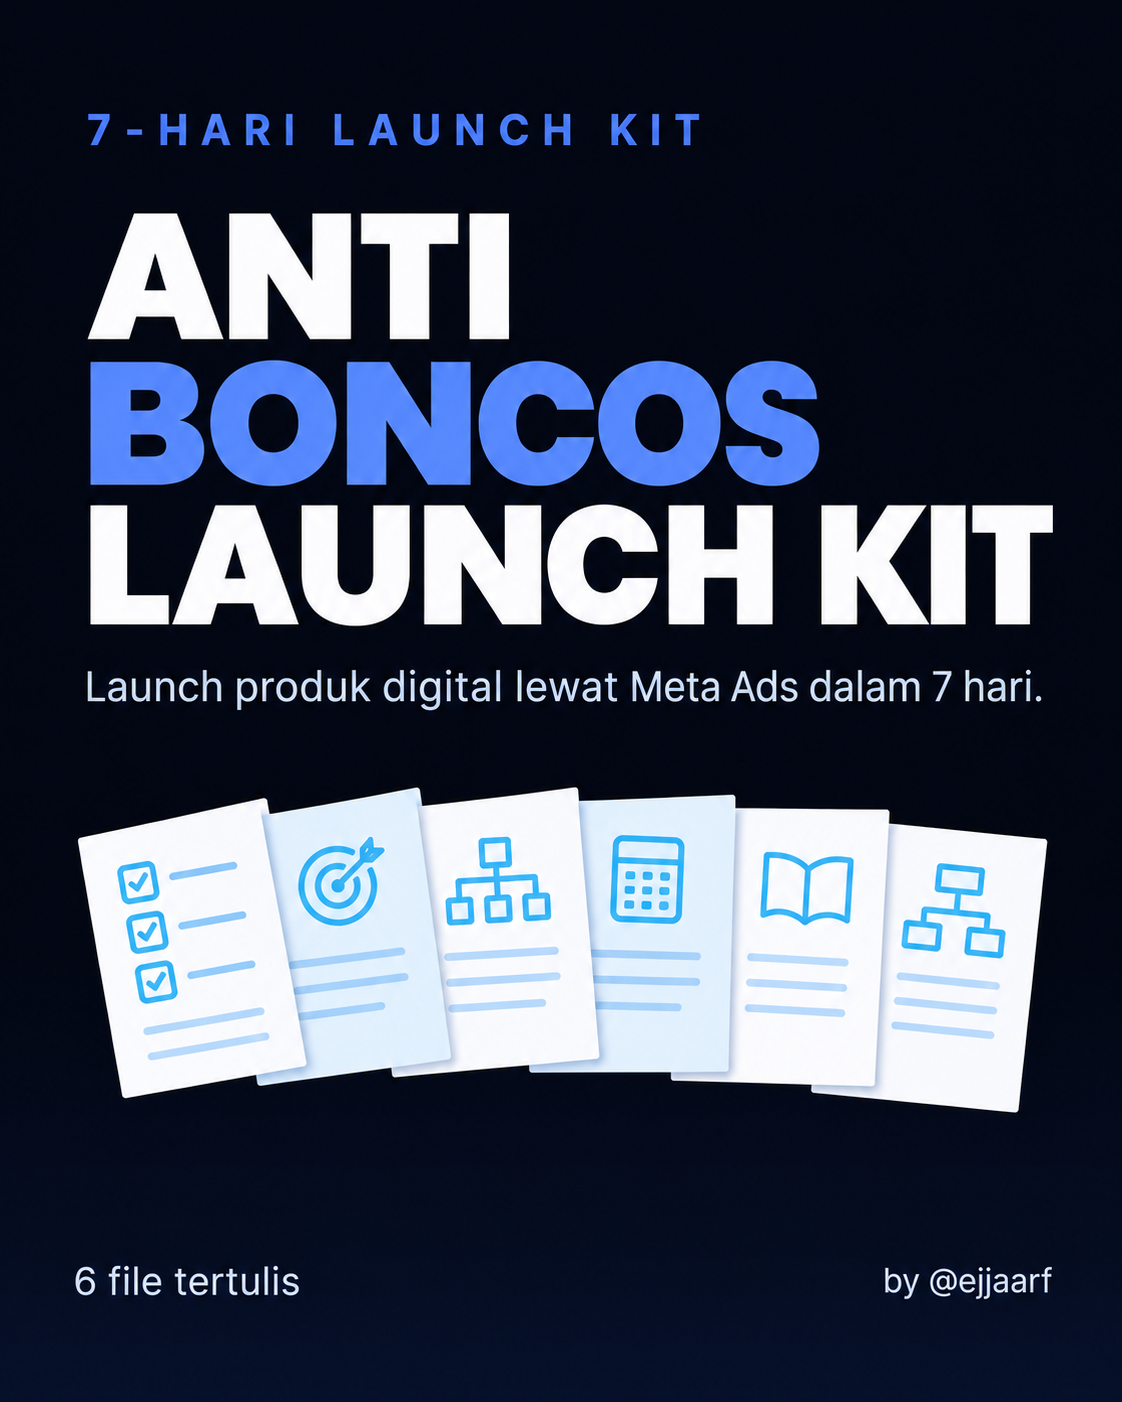 7-HARI LAUNCH KIT
ANTI
BONCOS
LAUNCH KIT
Launch produk digital lewat Meta Ads dalam 7 hari.
6 file tertulis
by @ejjaarf